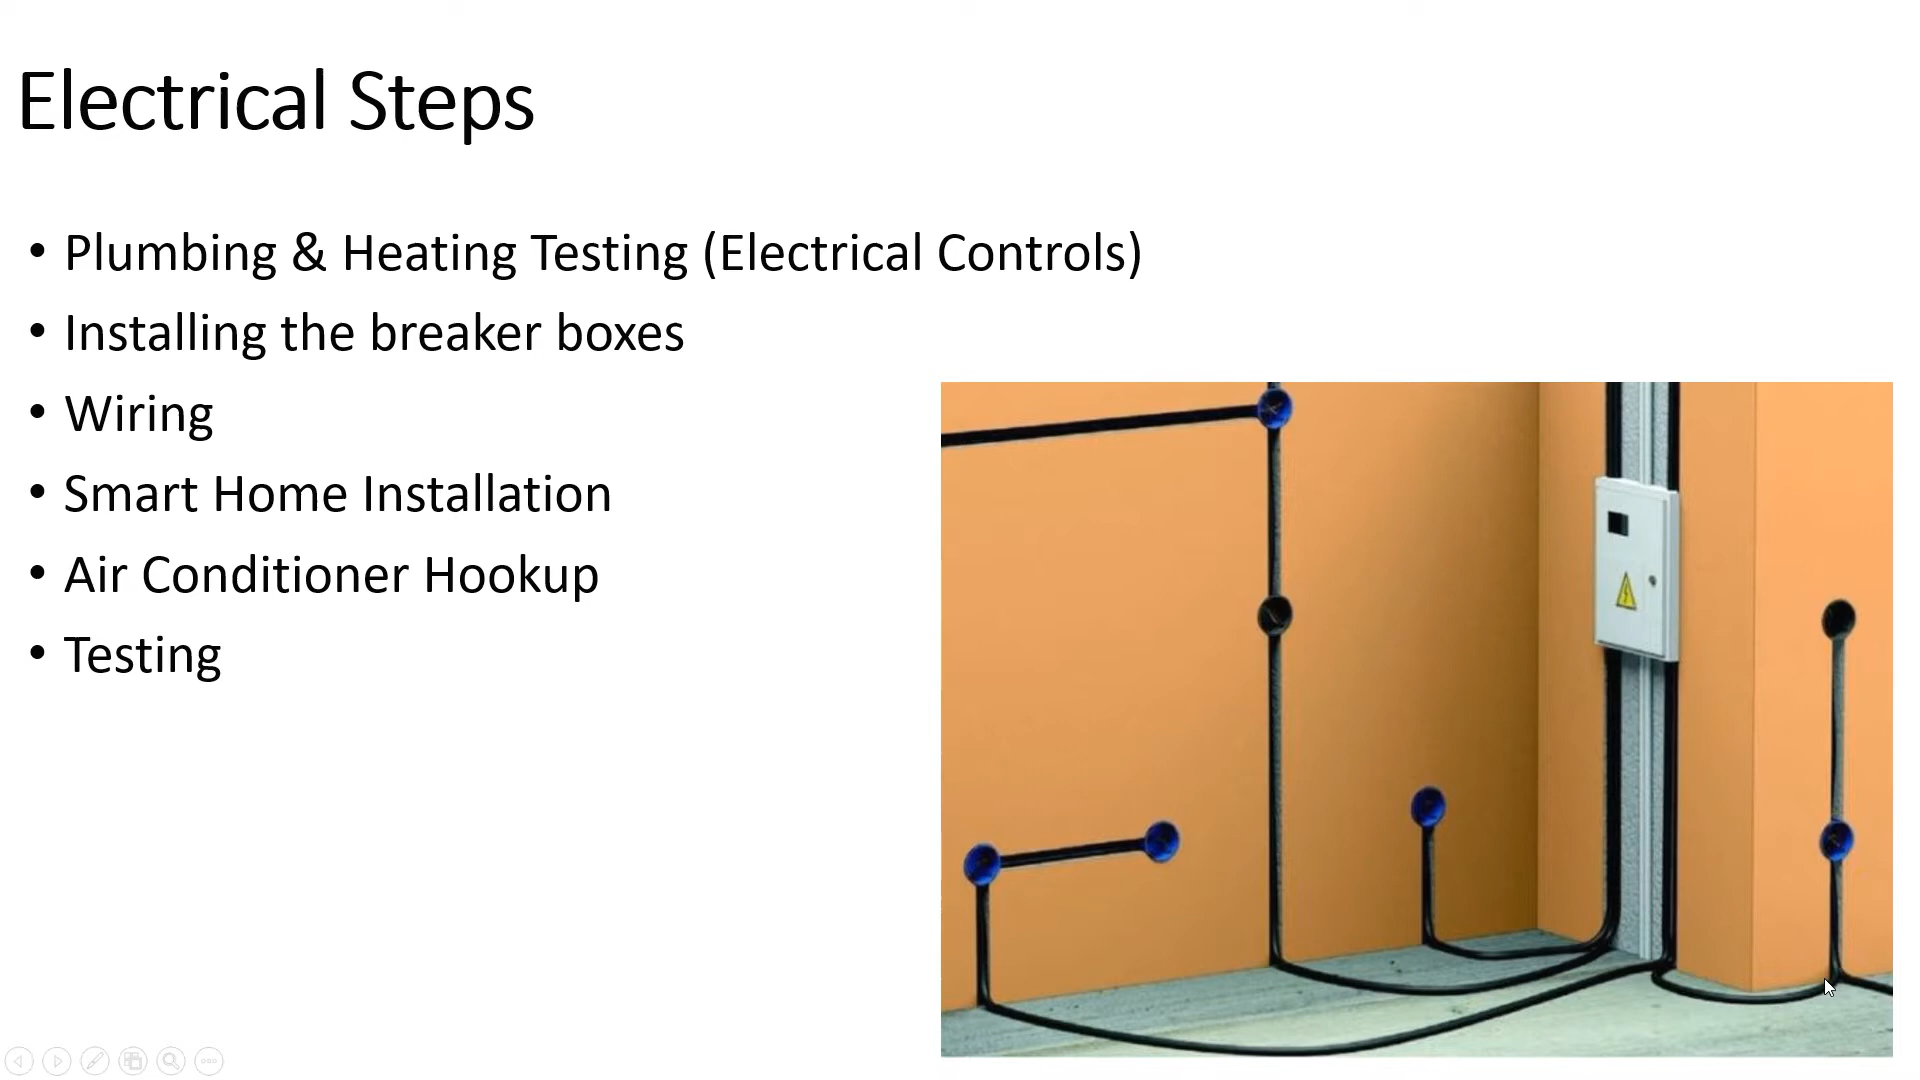 Electrical Steps
• Plumbing & Heating Testing (Electrical Controls)
• Installing the breaker boxes
• Wiring
• Smart Home Installation
• Air Conditioner Hookup
• Testing